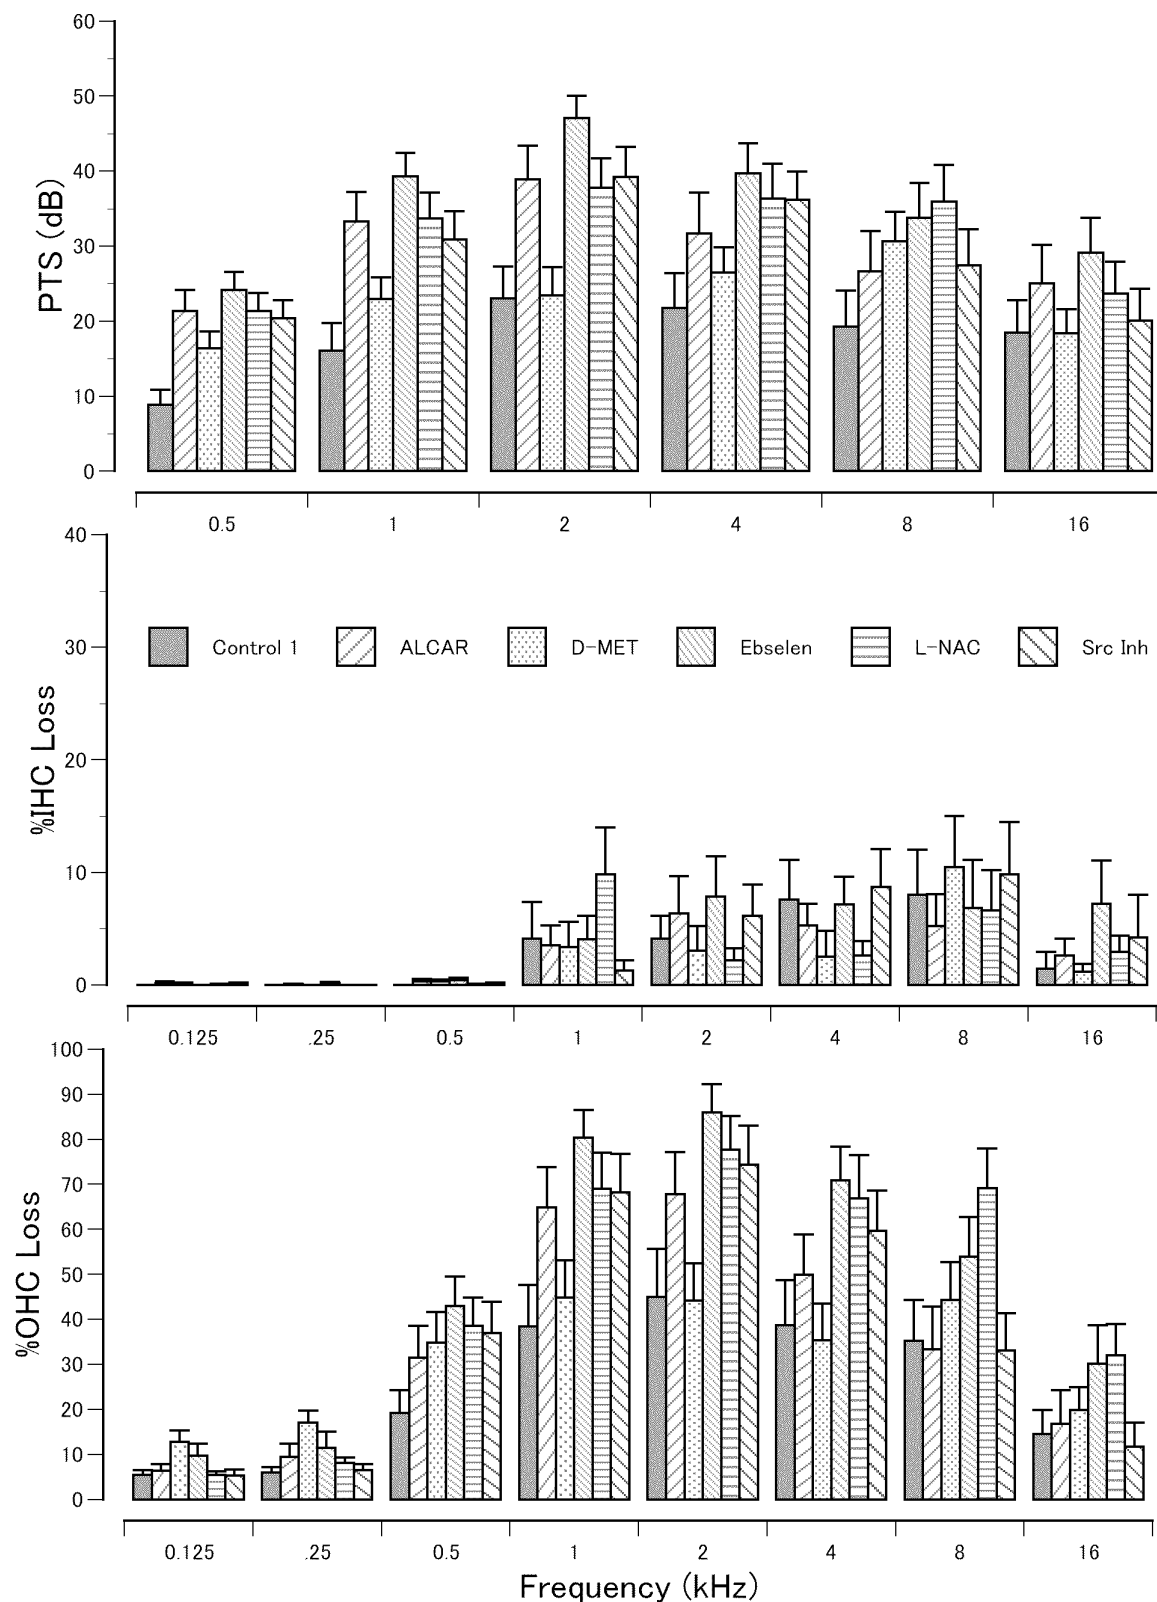 60
50
40
30
20
10
0
PTS (dB)
0.5 1 2 4 8 16
40
30
20
10
0
%IHC Loss
Control 1 ALCAR D-MET Ebselen L-NAC Src Inh
0.125 .25 0.5 1 2 4 8 16
100
90
80
70
60
50
40
30
20
10
0
%OHC Loss
0.125 .25 0.5 1 2 4 8 16
Frequency (kHz)